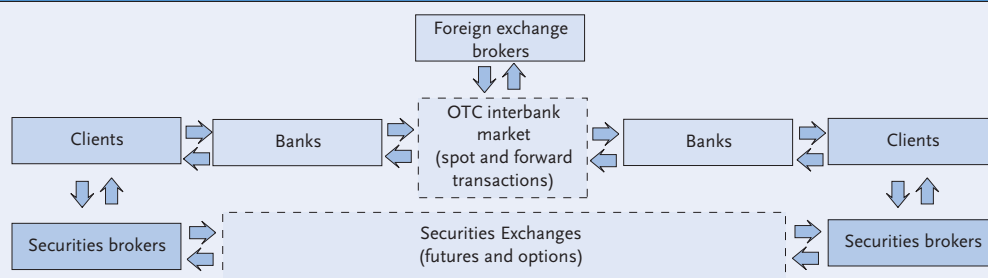 Foreign exchange
brokers
Clients
Banks
OTC interbank
market
(spot and forward
transactions)
Banks
Clients
Securities brokers
Securities Exchanges
(futures and options)
Securities brokers